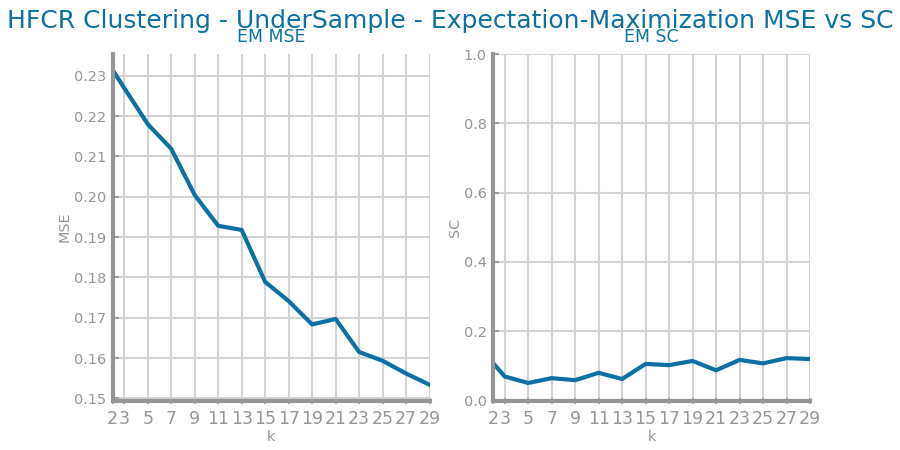 HFCR Clustering - UnderSample - Expectation-Maximization MSE vs SC
EM MSE
0.23
0.22
0.21
0.20
0.19
0.18
0.17
0.16
0.15
MSE
2 3 5 7 9 11 13 15 17 19 21 23 25 27 29
k
EM SC
1.0
0.8
0.6
0.4
0.2
0.0
SC
2 3 5 7 9 11 13 15 17 19 21 23 25 27 29
k